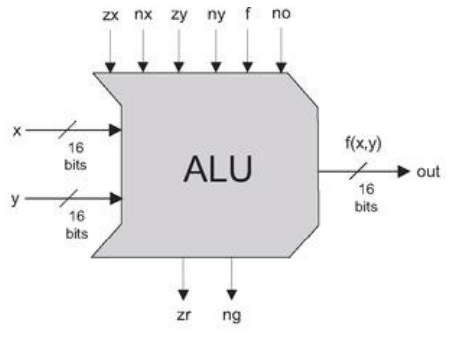 zx nx zy ny f no
x
16
bits
y
16
bits
ALU
f(x,y)
16
bits
out
zr ng